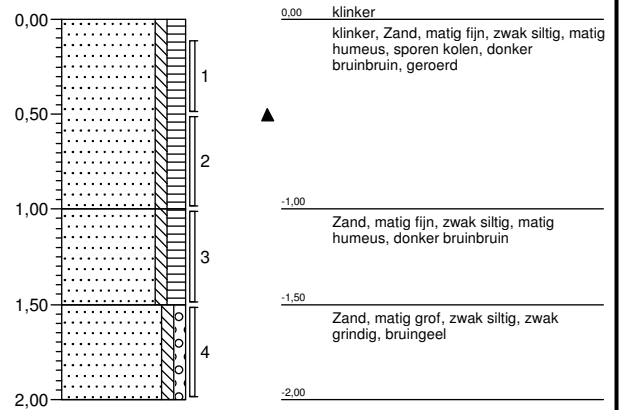 0,00
0,50
1,00
1,50
2,00
1
2
3
4
0,00 klinker
klinker, Zand, matig fijn, zwak siltig, matig
humeus, sporen kolen, donker
bruinbruin, geroerd
-1,00
Zand, matig fijn, zwak siltig, matig
humeus, donker bruinbruin
-1,50
Zand, matig grof, zwak siltig, zwak
grindig, bruingeel
-2,00